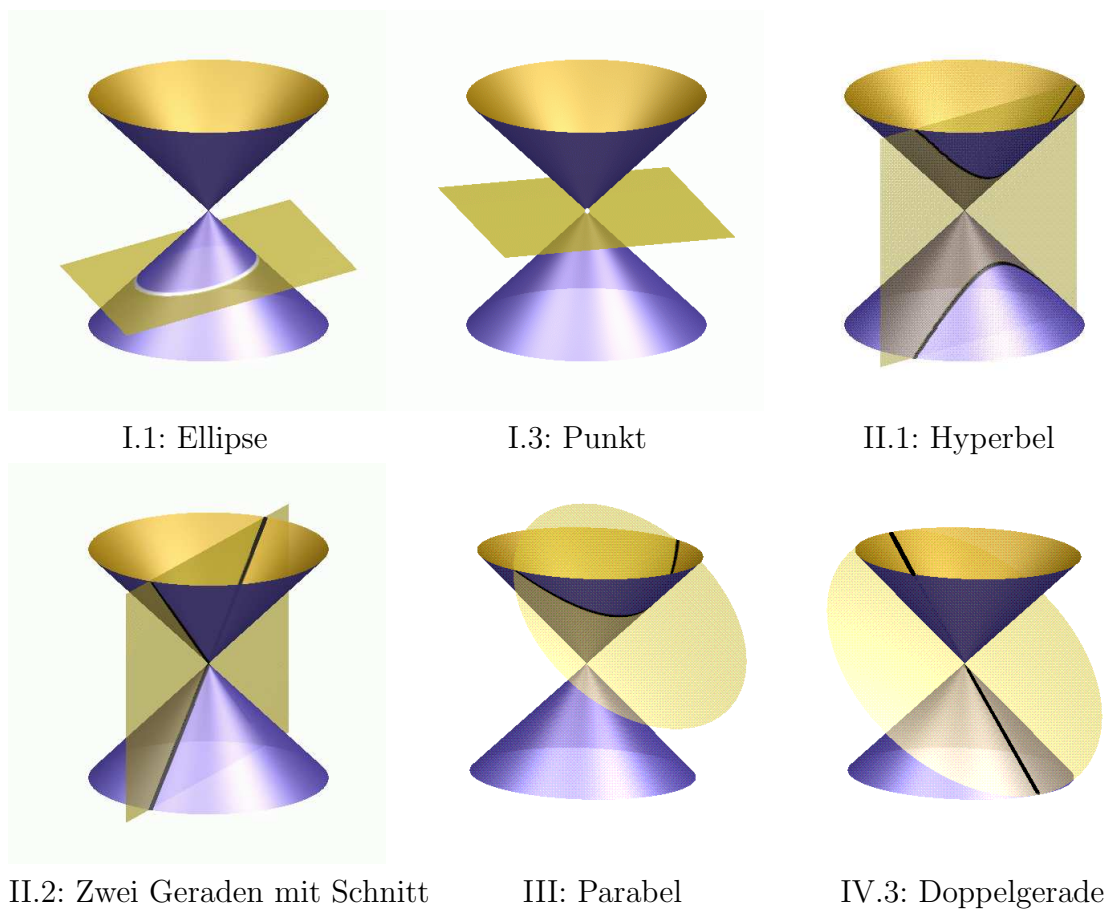 I.1: Ellipse
I.3: Punkt
II.1: Hyperbel
II.2: Zwei Geraden mit Schnitt
III: Parabel
IV.3: Doppelgerade